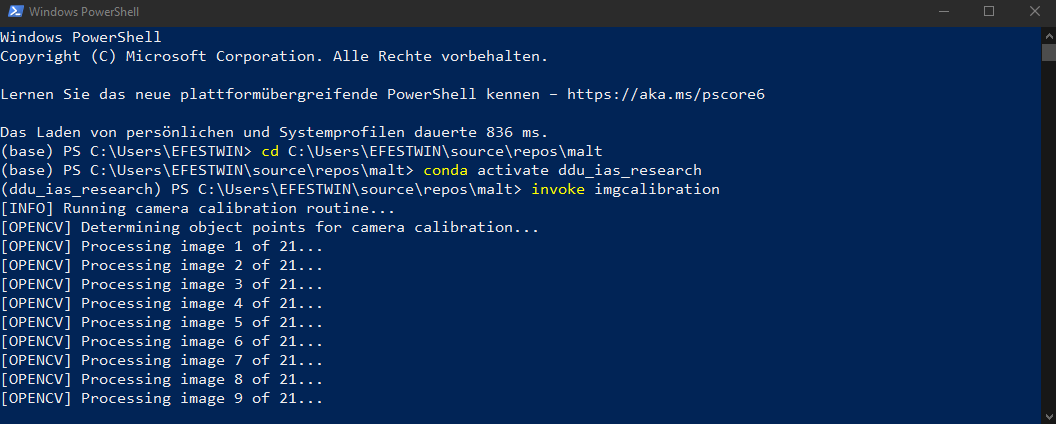 Windows PowerShell
Windows PowerShell
Copyright (C) Microsoft Corporation. Alle Rechte vorbehalten.
Lernen Sie das neue plattformübergreifende PowerShell kennen – https://aka.ms/pscore6
Das Laden von persönlichen und Systemprofilen dauerte 836 ms.
(base) PS C:\Users\EFESTWIN> cd C:\Users\EFESTWIN\source\repos\malt
(base) PS C:\Users\EFESTWIN\source\repos\malt> conda activate ddu_ias_research
(ddu_ias_research) PS C:\Users\EFESTWIN\source\repos\malt> invoke imgcalibration
[INFO] Running camera calibration routine...
[OPENCV] Determining object points for camera calibration...
[OPENCV] Processing image 1 of 21...
[OPENCV] Processing image 2 of 21...
[OPENCV] Processing image 3 of 21...
[OPENCV] Processing image 4 of 21...
[OPENCV] Processing image 5 of 21...
[OPENCV] Processing image 6 of 21...
[OPENCV] Processing image 7 of 21...
[OPENCV] Processing image 8 of 21...
[OPENCV] Processing image 9 of 21...